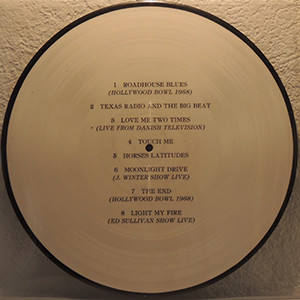 1 ROADHOUSE BLUES
(HOLLYWOOD BOWL 1968)
2 TEXAS RADIO AND THE BIG BEAT
3 LOVE ME TWO TIMES
* (LIVE FROM DANISH TELEVISION)
4 TOUCH ME
5 HORSES LATITUDES
6 MOONLIGHT DRIVE
(J. WINTER SHOW LIVE)
7 THE END
(HOLLYWOOD BOWL 1968)
8 LIGHT MY FIRE
(ED SULLIVAN SHOW LIVE)